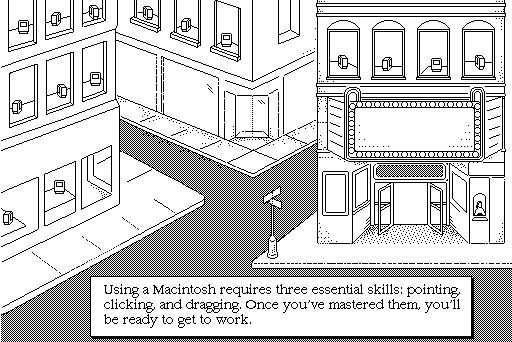 Using a Macintosh requires three essential skills: pointing,
clicking, and dragging. Once you've mastered them, you'll
be ready to get to work.